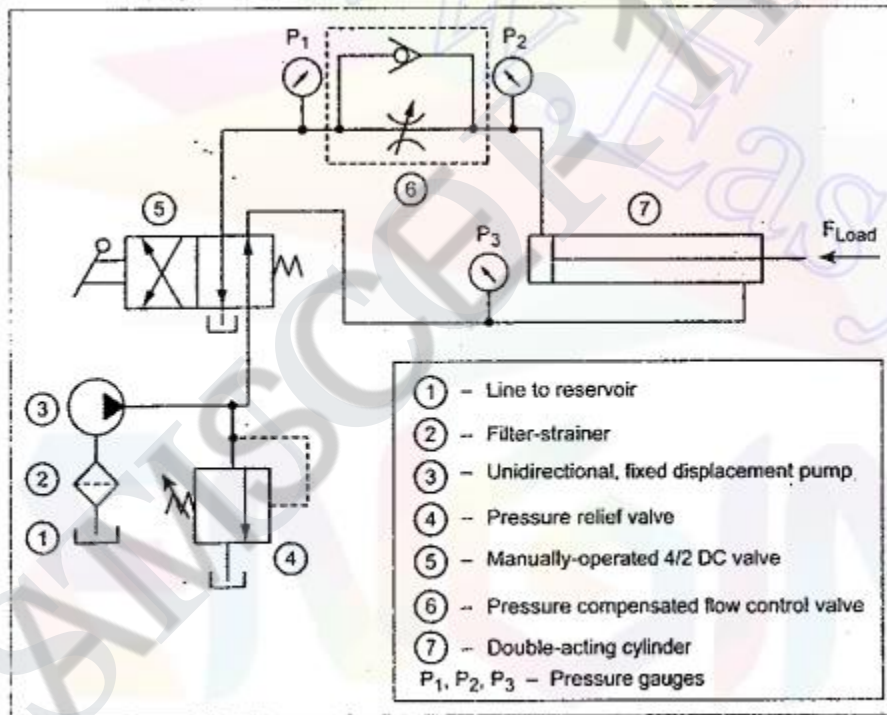 P1
P2
6
5
7
P3
FLoad
3
2
1
4
1 – Line to reservoir
2 – Filter-strainer
3 – Unidirectional, fixed displacement pump
4 – Pressure relief valve
5 – Manually-operated 4/2 DC valve
6 – Pressure compensated flow control valve
7 – Double-acting cylinder
P1, P2, P3 – Pressure gauges